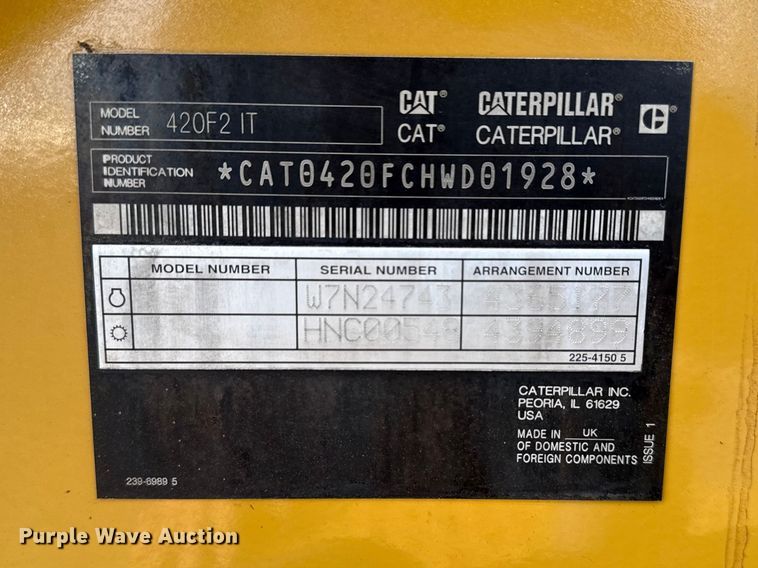 CAT® CATERPILLAR® C
MODEL NUMBER 420F2 IT
CAT® CATERPILLAR®
PRODUCT IDENTIFICATION NUMBER *CAT0420FCHWD01928*
MODEL NUMBER SERIAL NUMBER ARRANGEMENT NUMBER
W7N24743
HNC00544 4394899
225-4150 5
CATERPILLAR INC.
PEORIA, IL 61629
USA
MADE IN UK
OF DOMESTIC AND
FOREIGN COMPONENTS
ISSUE 1
239-6989 5
Purple Wave Auction